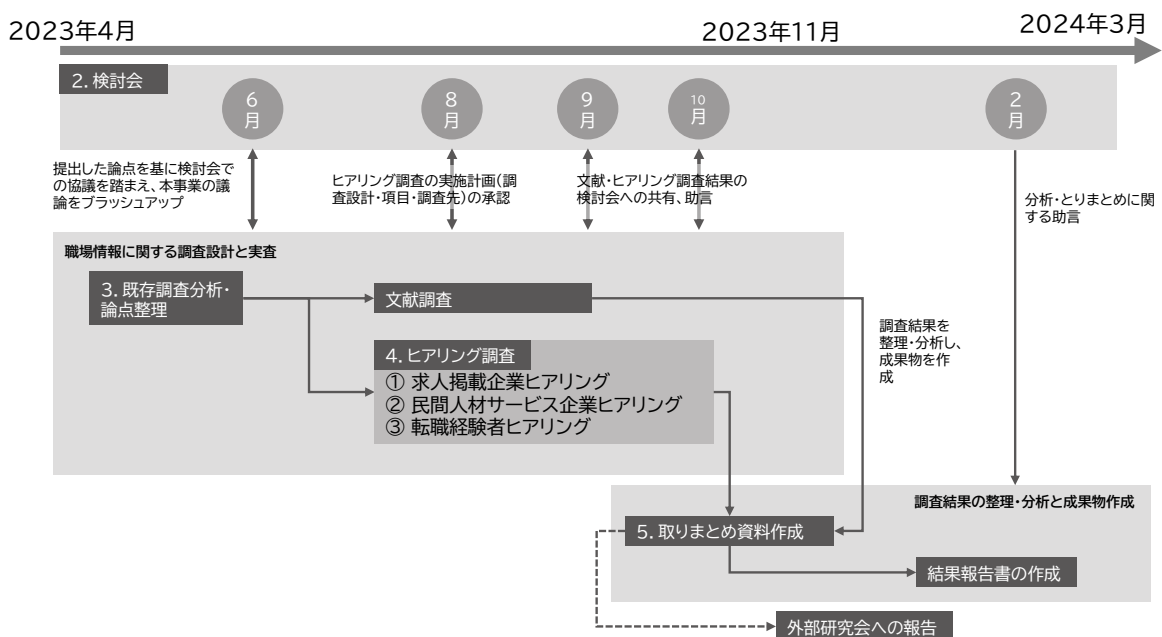 2023年4月
2023年11月
2024年3月
2. 検討会
6
月
8
月
9
月
10
月
2
月
提出した論点を基に検討会で
の協議を踏まえ、本事業の議
論をブラッシュアップ
ヒアリング調査の実施計画(調
査設計・項目・調査先)の承認
文献・ヒアリング調査結果の
検討会への共有、助言
分析・とりまとめに関
する助言
職場情報に関する調査設計と実査
3. 既存調査分析・
論点整理
文献調査
4. ヒアリング調査
① 求人掲載企業ヒアリング
② 民間人材サービス企業ヒアリング
③ 転職経験者ヒアリング
調査結果を
整理・分析し、
成果物を作
成
調査結果の整理・分析と成果物作成
5. 取りまとめ資料作成
結果報告書の作成
外部研究会への報告